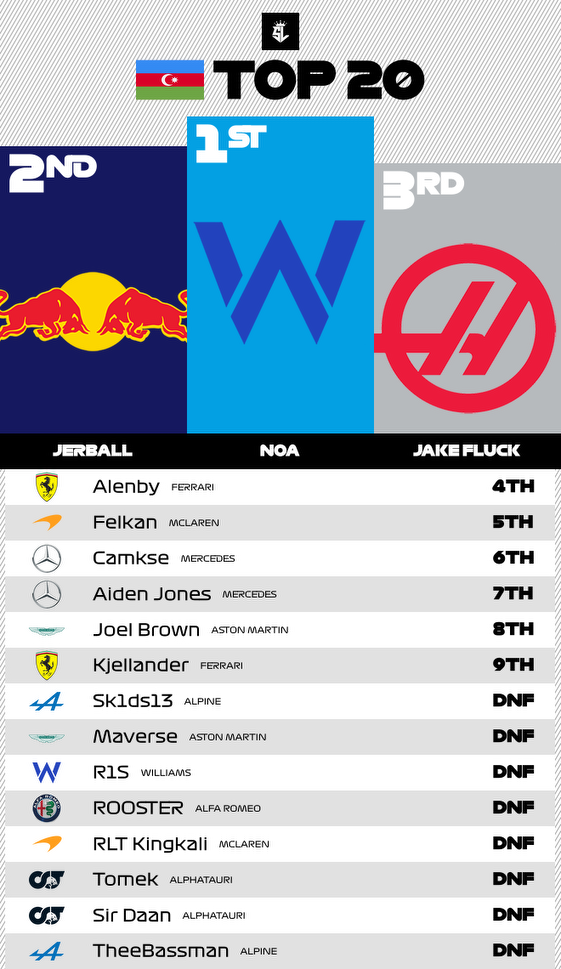 SL
TOP 20
2ND
1ST
3RD
JERBALL
NOA
JAKE FLUCK
Alenby FERRARI 4TH
Felkan MCLAREN 5TH
Camkse MERCEDES 6TH
Aiden Jones MERCEDES 7TH
Joel Brown ASTON MARTIN 8TH
Kjellander FERRARI 9TH
Sk1ds13 ALPINE DNF
Maverse ASTON MARTIN DNF
R1S WILLIAMS DNF
ROOSTER ALFA ROMEO DNF
RLT Kingkali MCLAREN DNF
Tomek ALPHATAURI DNF
Sir Daan ALPHATAURI DNF
TheeBassman ALPINE DNF